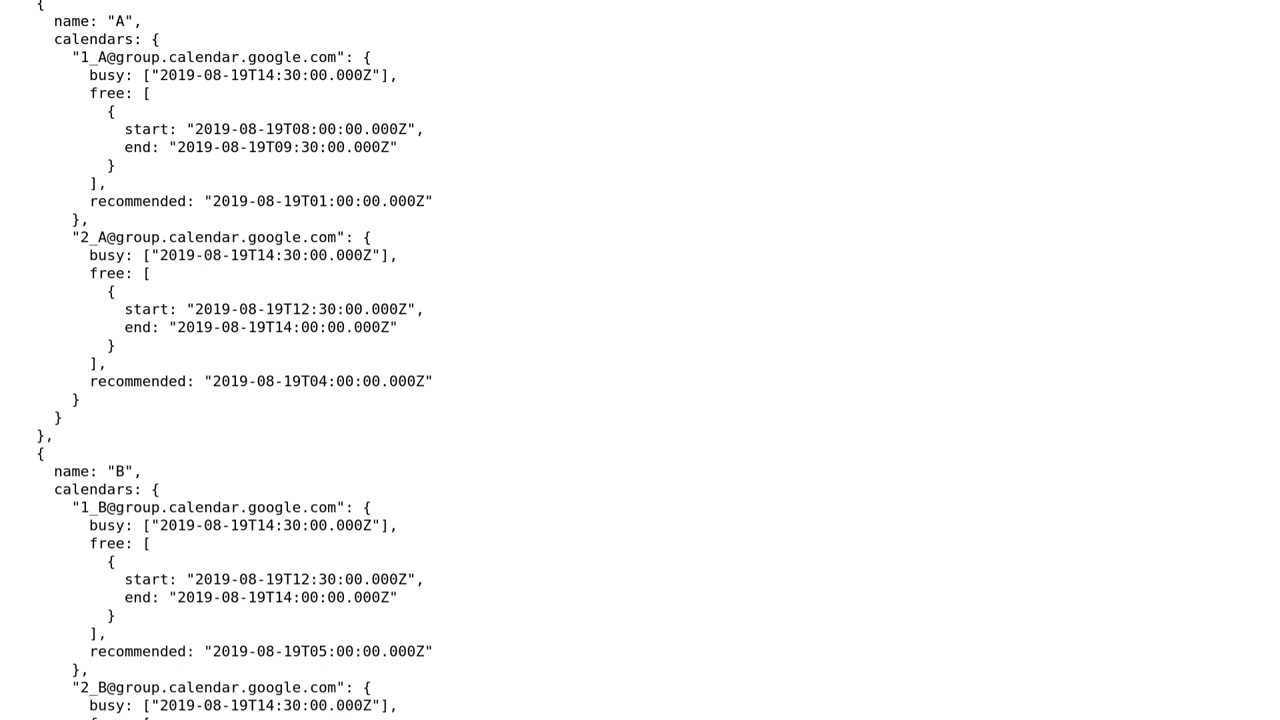 {
name: "A",
calendars: {
"1_A@group.calendar.google.com": {
busy: ["2019-08-19T14:30:00.000Z"],
free: [
{
start: "2019-08-19T08:00:00.000Z",
end: "2019-08-19T09:30:00.000Z"
}
],
recommended: "2019-08-19T01:00:00.000Z"
},
"2_A@group.calendar.google.com": {
busy: ["2019-08-19T14:30:00.000Z"],
free: [
{
start: "2019-08-19T12:30:00.000Z",
end: "2019-08-19T14:00:00.000Z"
}
],
recommended: "2019-08-19T04:00:00.000Z"
}
}
},
{
name: "B",
calendars: {
"1_B@group.calendar.google.com": {
busy: ["2019-08-19T14:30:00.000Z"],
free: [
{
start: "2019-08-19T12:30:00.000Z",
end: "2019-08-19T14:00:00.000Z"
}
],
recommended: "2019-08-19T05:00:00.000Z"
},
"2_B@group.calendar.google.com": {
busy: ["2019-08-19T14:30:00.000Z"],